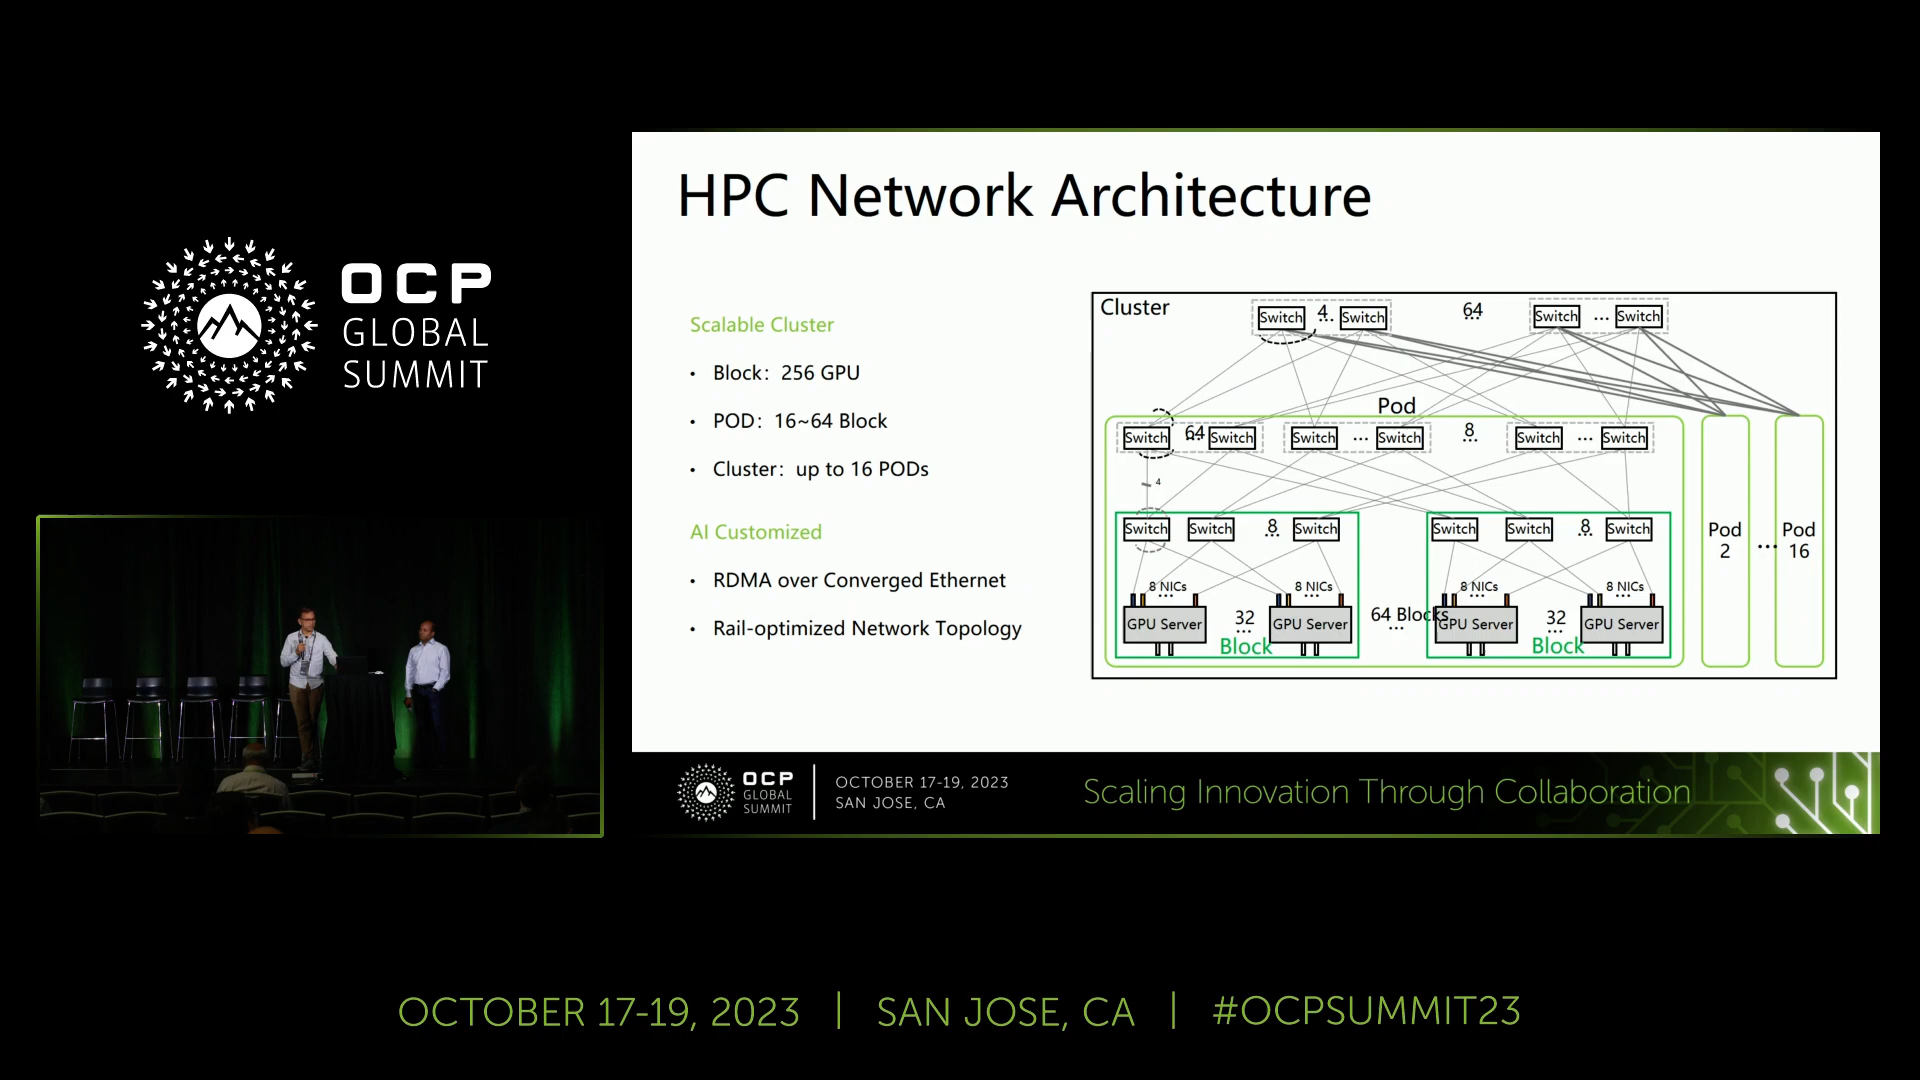 OCP
GLOBAL
SUMMIT
HPC Network Architecture
Scalable Cluster
• Block: 256 GPU
• POD: 16~64 Block
• Cluster: up to 16 PODs
AI Customized
• RDMA over Converged Ethernet
• Rail-optimized Network Topology
Cluster
Switch 4 ... Switch 64 ... Switch ... Switch
Pod
Switch 64 ... Switch Switch ... Switch 8 ... Switch ... Switch
4
Switch Switch 8 ... Switch Switch Switch 8 ... Switch
Pod 2 ... Pod 16
8 NICs ... 8 NICs ... 8 NICs ... 8 NICs ...
GPU Server 32 ... GPU Server 64 Blocks ... GPU Server 32 ... GPU Server
Block Block
OCP
GLOBAL
SUMMIT
OCTOBER 17-19, 2023
SAN JOSE, CA
Scaling Innovation Through Collaboration
OCTOBER 17-19, 2023 | SAN JOSE, CA | #OCPSUMMIT23